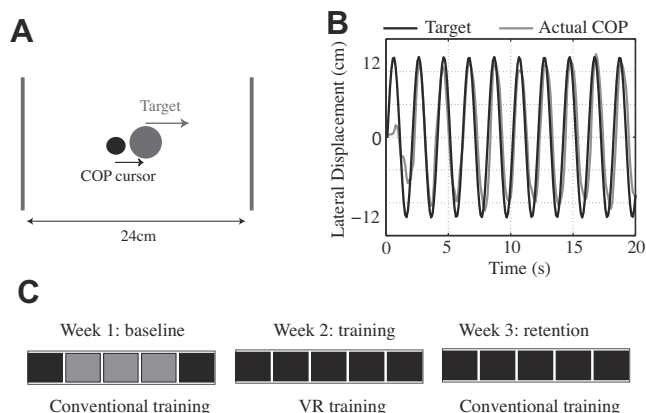 A
Target
COP cursor
24cm
B
Target Actual COP
Lateral Displacement (cm)
12
0
−12
0 5 10 15 20
Time (s)
C
Week 1: baseline Week 2: training Week 3: retention
Conventional training VR training Conventional training